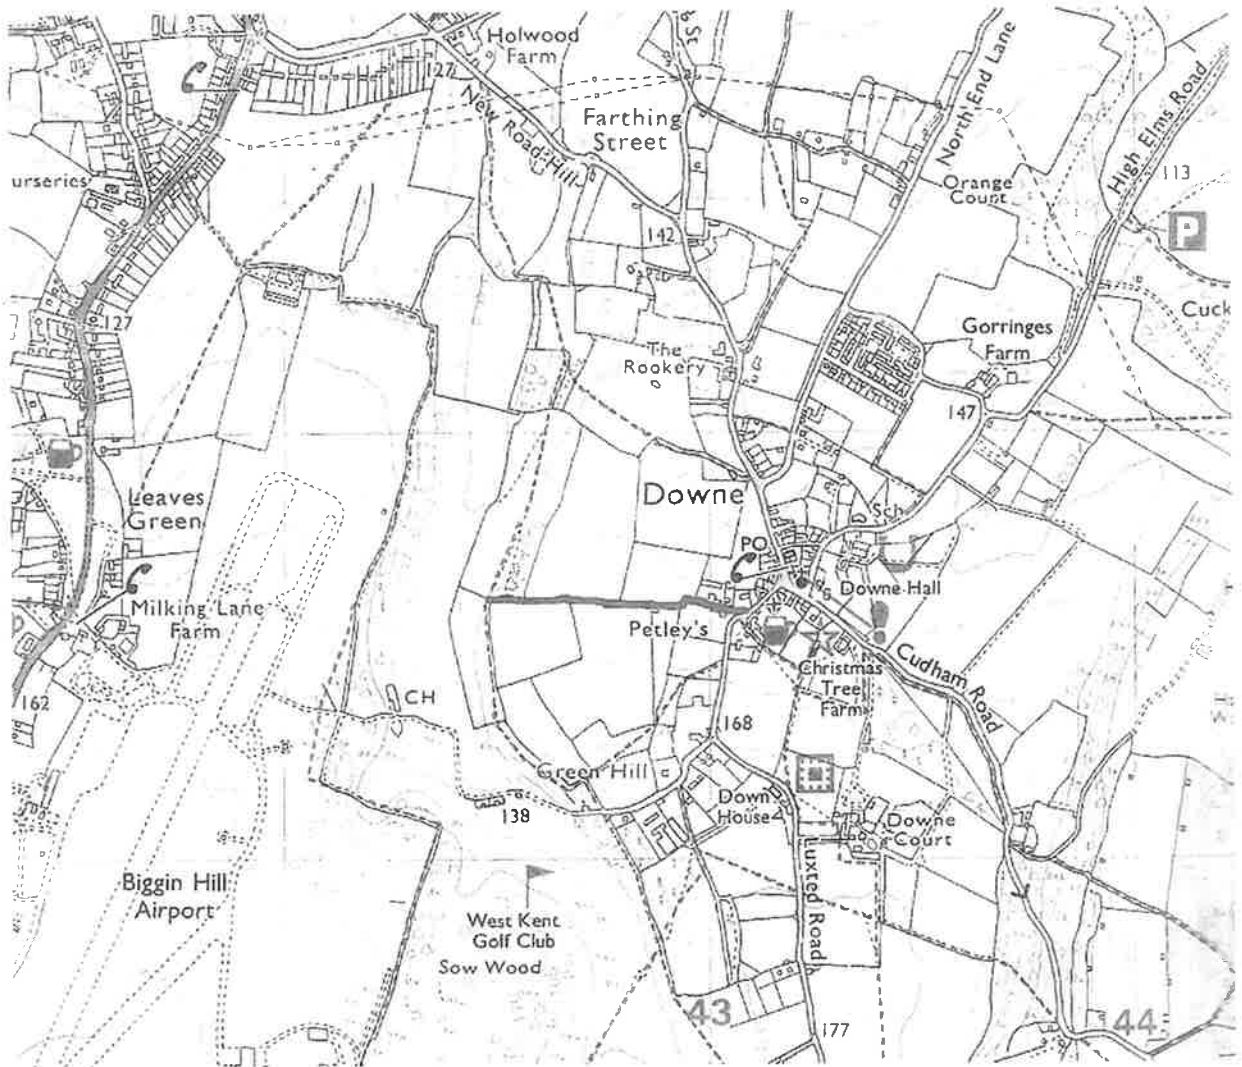 Holwood
Farm
127
New Road Hill
St
Farthing
Street
North End Lane
High Elms Road
113
urseries
Orange
Court
P
142
Cuck
127
Gorringes
Farm
The
Rookery
147
Leaves
Green
Downe
Sch
PO
Downe Hall
Milking Lane
Farm
Petley's
Cudham Road
Christmas
Tree
Farm
162
CH
168
Green Hill
Down
House
138
Downe
Court
Luxted Road
Biggin Hill
Airport
West Kent
Golf Club
Sow Wood
43
177
44